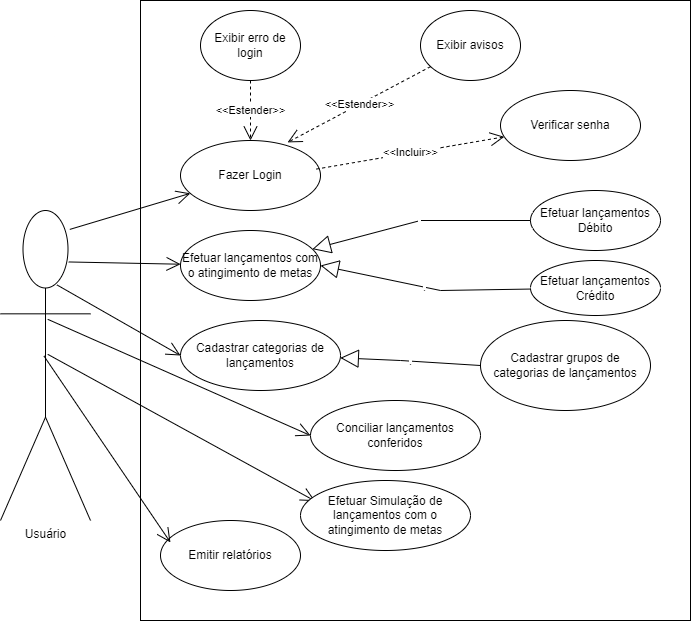 Exibir erro de
login
Exibir avisos
<<Estender>>
<<Estender>>
Verificar senha
<<Incluir>>
Fazer Login
Efetuar lançamentos
Débito
Efetuar lançamentos com
o atingimento de metas
Efetuar lançamentos
Crédito
Cadastrar categorias de
lançamentos
Cadastrar grupos de
categorias de lançamentos
Conciliar lançamentos
conferidos
Efetuar Simulação de
lançamentos com o
atingimento de metas
Usuário
Emitir relatórios